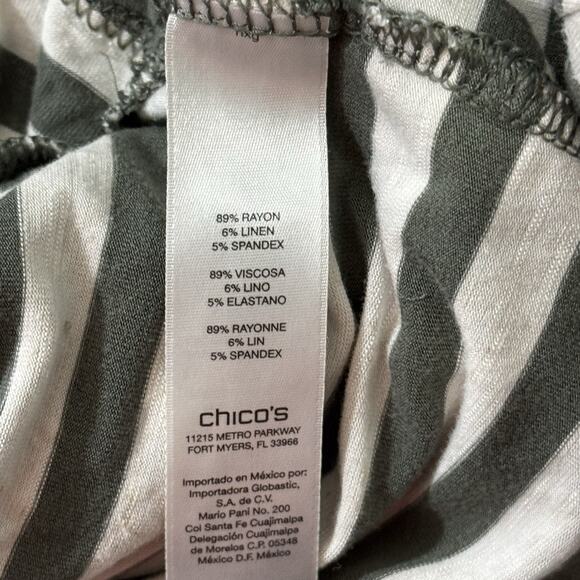 89% RAYON
6% LINEN
5% SPANDEX
89% VISCOSA
6% LINO
5% ELASTANO
89% RAYONNE
6% LIN
5% SPANDEX
chico's
11215 METRO PARKWAY
FORT MYERS, FL 33966
Importado en México por:
Importadora Globastic,
S.A. de C.V.
Mario Pani No. 200
Col Santa Fe Cuajimalpa
Delegación Cuajimalpa
de Morelos C.P. 05348
México D.F. México